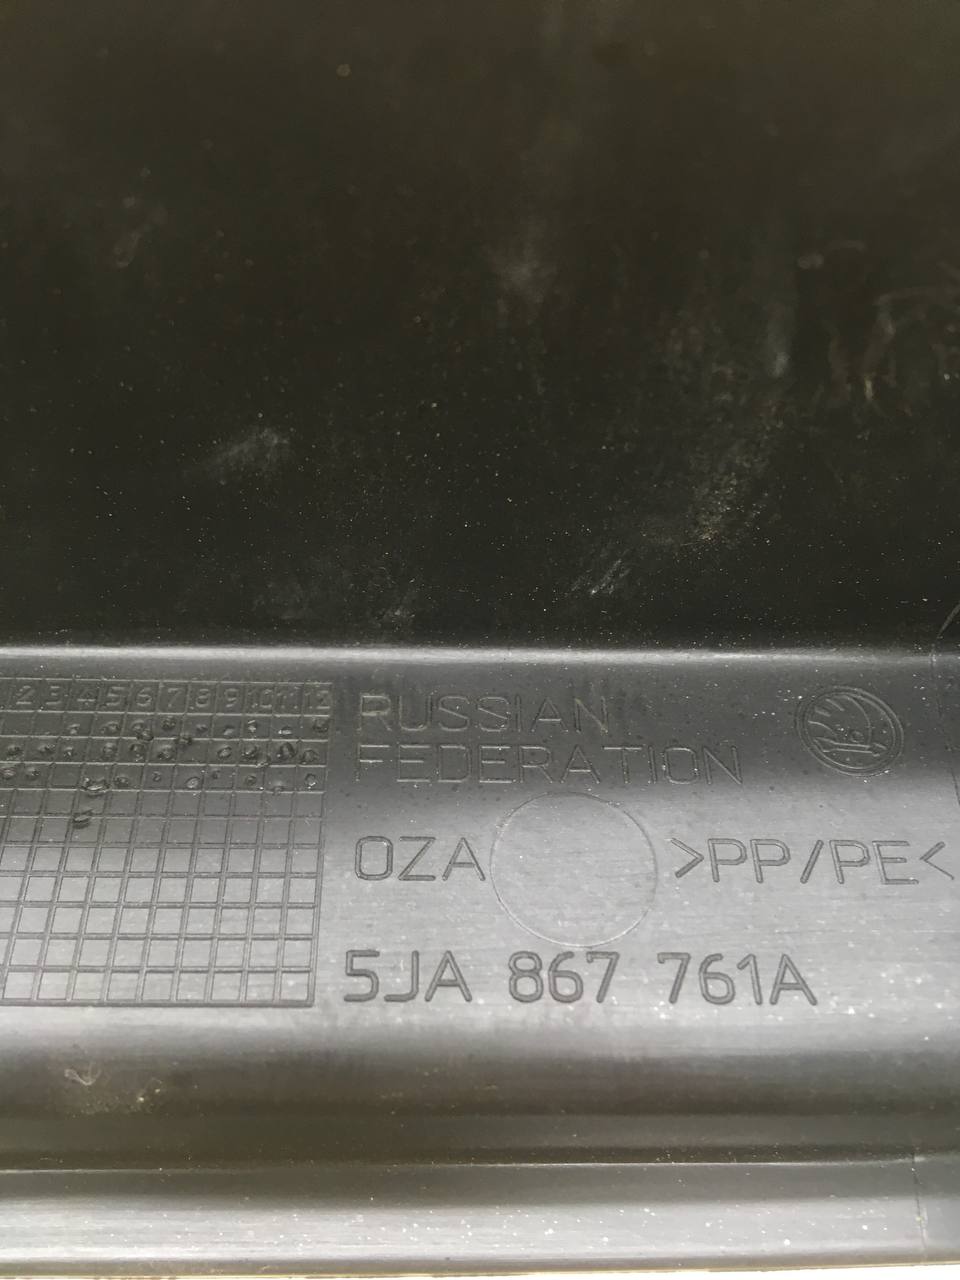 2 3 4 5 6 7 8 9 10 11 12
RUSSIAN
FEDERATION
OZA >PP/PE<
5JA 867 761A